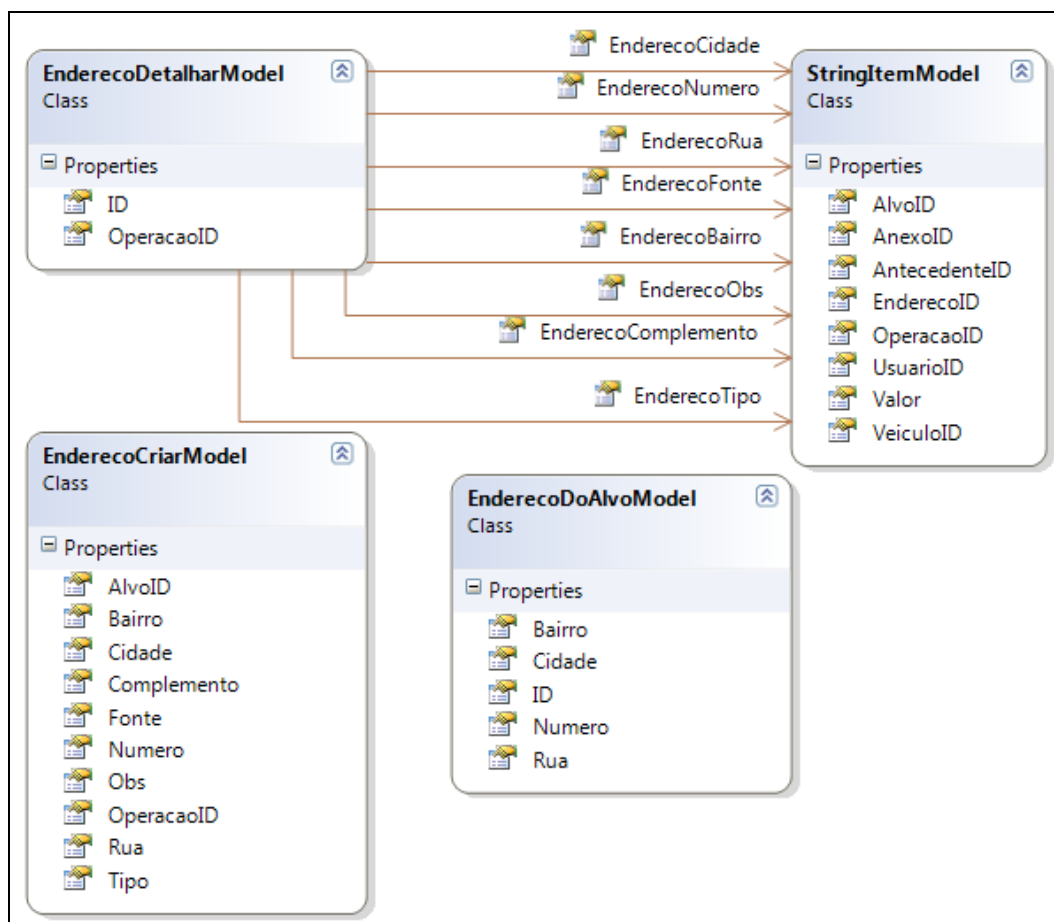 EnderecoDetalharModel
Class
Properties
ID
OperacaoID
EnderecoCidade
EnderecoNumero
EnderecoRua
EnderecoFonte
EnderecoBairro
EnderecoObs
EnderecoComplemento
EnderecoTipo
StringItemModel
Class
Properties
AlvoID
AnexoID
AntecedenteID
EnderecoID
OperacaoID
UsuarioID
Valor
VeiculoID
EnderecoCriarModel
Class
Properties
AlvoID
Bairro
Cidade
Complemento
Fonte
Numero
Obs
OperacaoID
Rua
Tipo
EnderecoDoAlvoModel
Class
Properties
Bairro
Cidade
ID
Numero
Rua